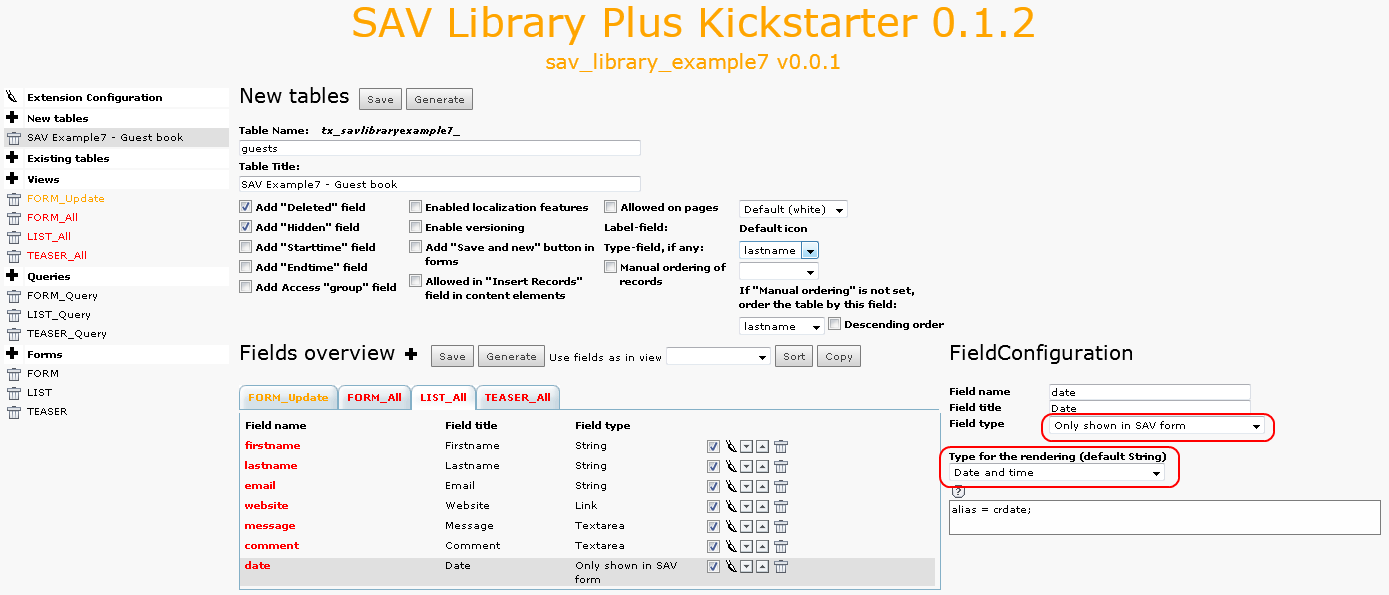 SAV Library Plus Kickstarter 0.1.2
sav_library_example7 v0.0.1
Extension Configuration
New tables
SAV Example7 - Guest book
Existing tables
Views
FORM_Update
FORM_All
LIST_All
TEASER_All
Queries
FORM_Query
LIST_Query
TEASER_Query
Forms
FORM
LIST
TEASER
New tables Save Generate
Table Name: tx_savlibraryexample7_
guests
Table Title:
SAV Example7 - Guest book
Add "Deleted" field
Add "Hidden" field
Add "Starttime" field
Add "Endtime" field
Add Access "group" field
Enabled localization features
Enable versioning
Add "Save and new" button in
forms
Allowed in "Insert Records"
field in content elements
Allowed on pages
Label-field:
Type-field, if any:
Manual ordering of
records
Default (white)
Default icon
lastname
If "Manual ordering" is not set,
order the table by this field:
lastname Descending order
Fields overview Save Generate Use fields as in view Sort Copy
FORM_Update FORM_All LIST_All TEASER_All
Field name Field title Field type
firstname Firstname String
lastname Lastname String
email Email String
website Website Link
message Message Textarea
comment Comment Textarea
date Date Only shown in SAV
form
FieldConfiguration
Field name date
Field title Date
Field type Only shown in SAV form
Type for the rendering (default String)
Date and time
?
alias = crdate;